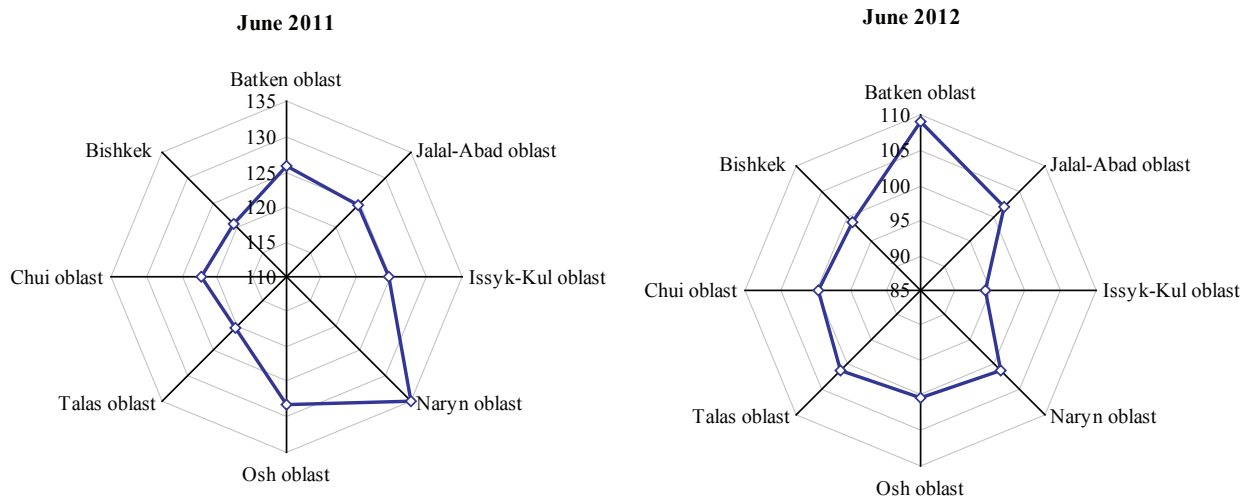 June 2011
Batken oblast
135
130
125
120
115
110
Bishkek
Jalal-Abad oblast
Chui oblast
Issyk-Kul oblast
Talas oblast
Naryn oblast
Osh oblast
June 2012
Batken oblast
110
105
100
95
90
85
Bishkek
Jalal-Abad oblast
Chui oblast
Issyk-Kul oblast
Talas oblast
Naryn oblast
Osh oblast